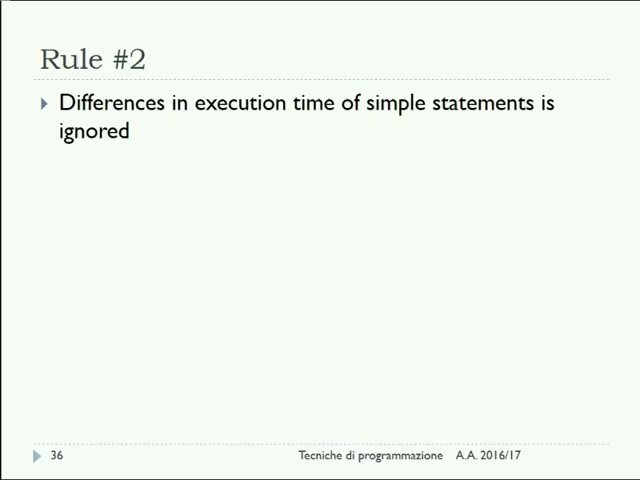 Rule #2
Differences in execution time of simple statements is
ignored
36
Tecniche di programmazione A.A. 2016/17